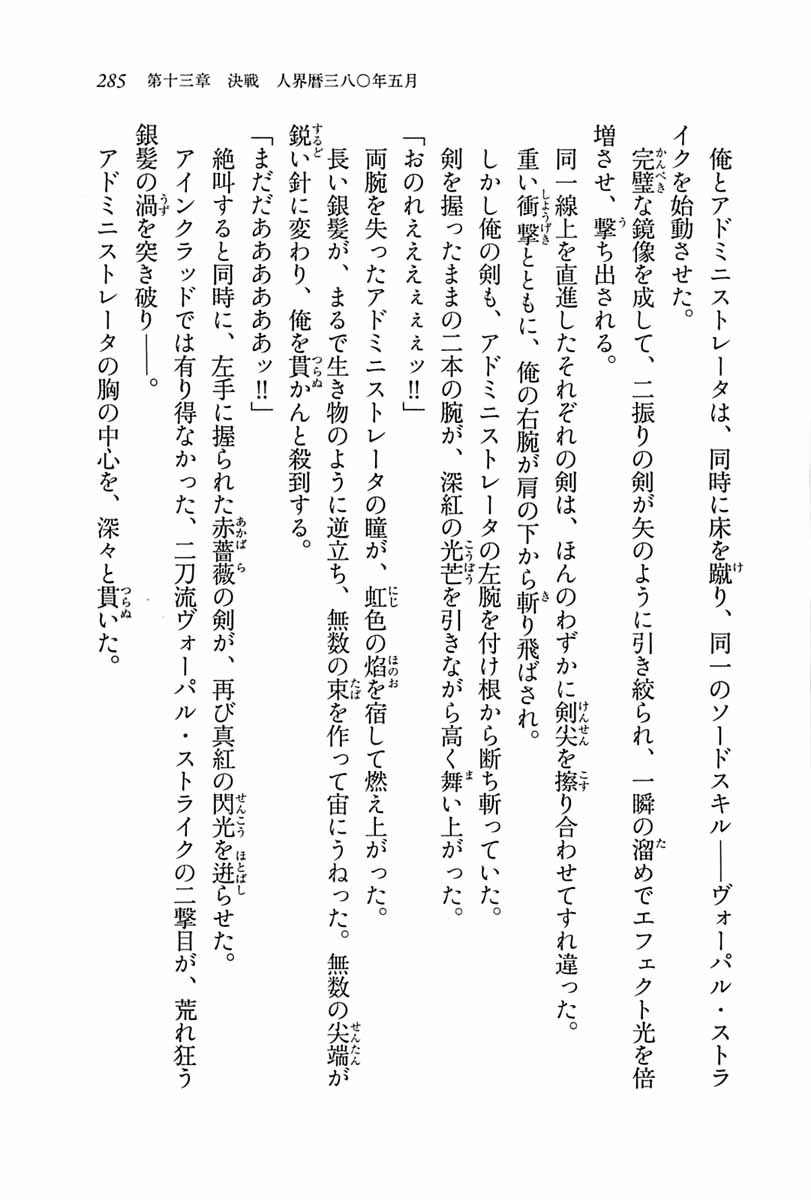 285　第十三章　決戦　人界暦三八〇年五月
　俺とアドミニストレータは、同時に床を蹴り、同一のソードスキル――ヴォーパル・ストラ
イクを始動させた。
　完璧な鏡像を成して、二振りの剣が矢のように引き絞られ、一瞬の溜めでエフェクト光を倍
増させ、撃ち出される。
　同一線上を直進したそれぞれの剣は、ほんのわずかに剣尖を擦り合わせてすれ違った。
　重い衝撃とともに、俺の右腕が肩の下から斬り飛ばされ。
　しかし俺の剣も、アドミニストレータの左腕を付け根から断ち斬っていた。
　剣を握ったままの二本の腕が、深紅の光芒を引きながら高く舞い上がった。
「おのれえええぇぇぇッ!!」
　両腕を失ったアドミニストレータの瞳が、虹色の焰を宿して燃え上がった。
　長い銀髪が、まるで生き物のように逆立ち、無数の束を作って宙にうねった。無数の尖端が
鋭い針に変わり、俺を貫かんと殺到する。
「まだだああああああッ!!」
　絶叫すると同時に、左手に握られた赤薔薇の剣が、再び真紅の閃光を迸らせた。
　アインクラッドでは有り得なかった、二刀流ヴォーパル・ストライクの二撃目が、荒れ狂う
銀髪の渦を突き破り――。
　アドミニストレータの胸の中心を、深々と貫いた。